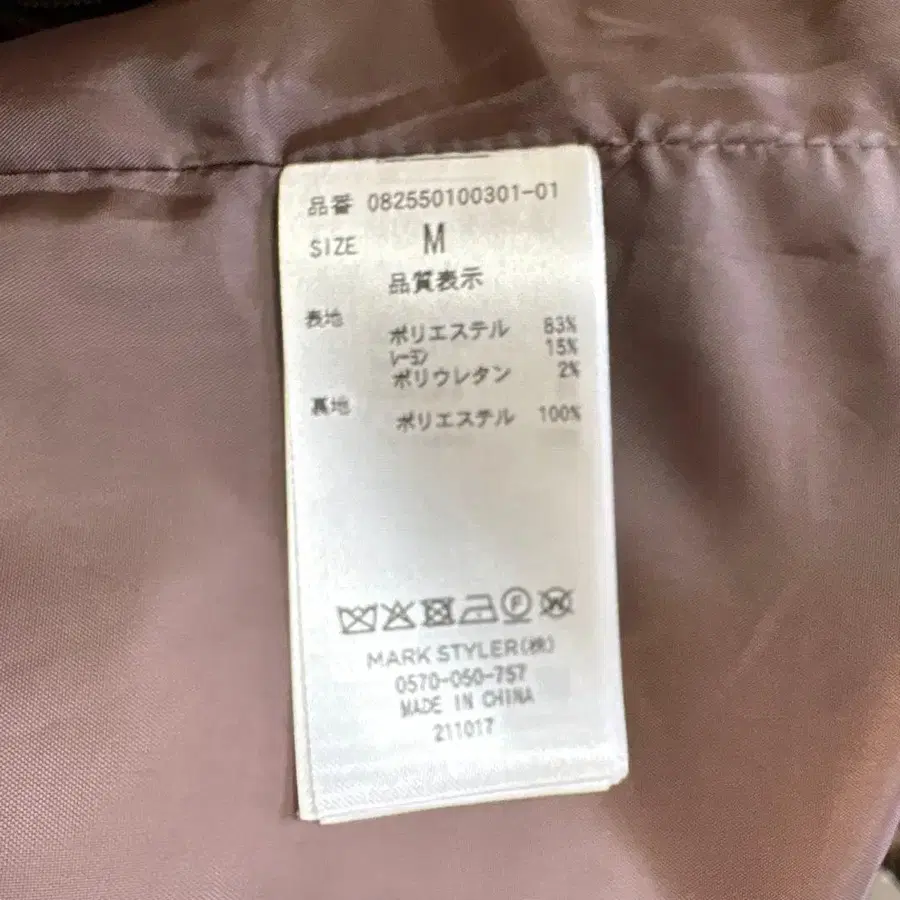 品番 082550100301-01
SIZE M
品質表示
表地
ポリエステル 83%
レーヨン 15%
ポリウレタン 2%
裏地
ポリエステル 100%
F
W
MARK STYLER(株)
0570-050-757
MADE IN CHINA
211017